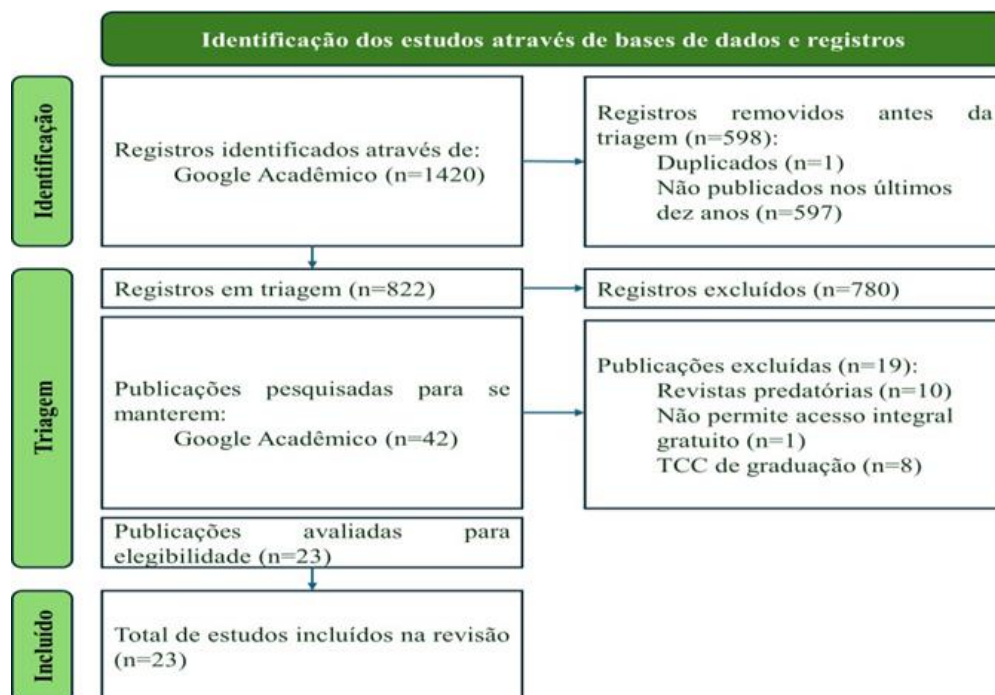 Identificação dos estudos através de bases de dados e registros
Identificação
Registros identificados através de:
Google Acadêmico (n=1420)
Registros removidos antes da
triagem (n=598):
Duplicados (n=1)
Não publicados nos últimos
dez anos (n=597)
Triagem
Registros em triagem (n=822)
Registros excluídos (n=780)
Publicações pesquisadas para se
manterem:
Google Acadêmico (n=42)
Publicações excluídas (n=19):
Revistas predatórias (n=10)
Não permite acesso integral
gratuito (n=1)
TCC de graduação (n=8)
Publicações avaliadas para
elegibilidade (n=23)
Incluído
Total de estudos incluídos na revisão
(n=23)